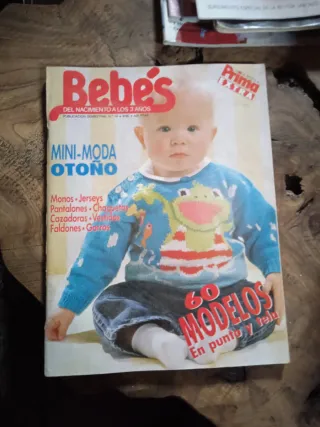 Bebés
DEL NACIMIENTO A LOS 3 AÑOS
Prima
MINI-MODA
OTOÑO
Monos - Jerseys
Pantalones - Chaquetas
Cazadoras - Vestidos
Faldones - Gorros
60
MODELOS
En punto y tela